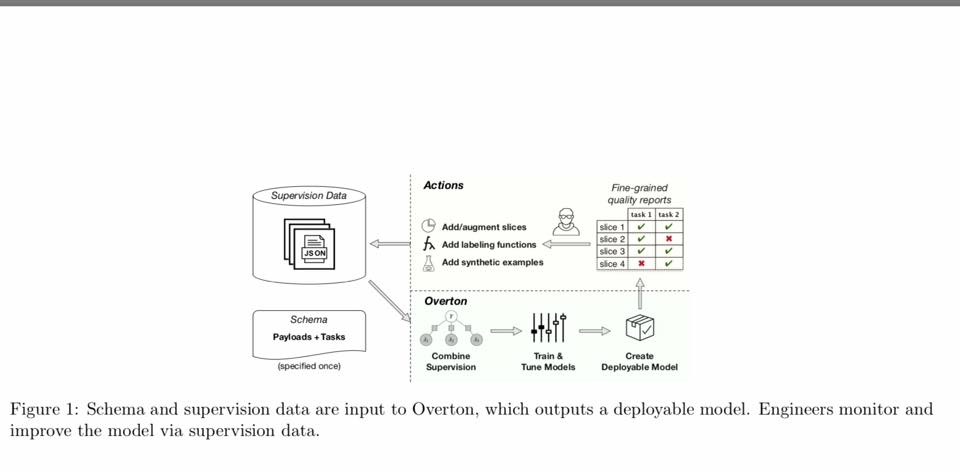 Supervision Data
JSON
Schema
Payloads + Tasks
(specified once)
Actions
Add/augment slices
Add labeling functions
Add synthetic examples
Fine-grained
quality reports
task 1 task 2
slice 1 ✔ ✔
slice 2 ✔ ✖
slice 3 ✔ ✔
slice 4 ✖ ✔
Overton
Y
Combine
Supervision
Train &
Tune Models
Create
Deployable Model
Figure 1: Schema and supervision data are input to Overton, which outputs a deployable model. Engineers monitor and
improve the model via supervision data.